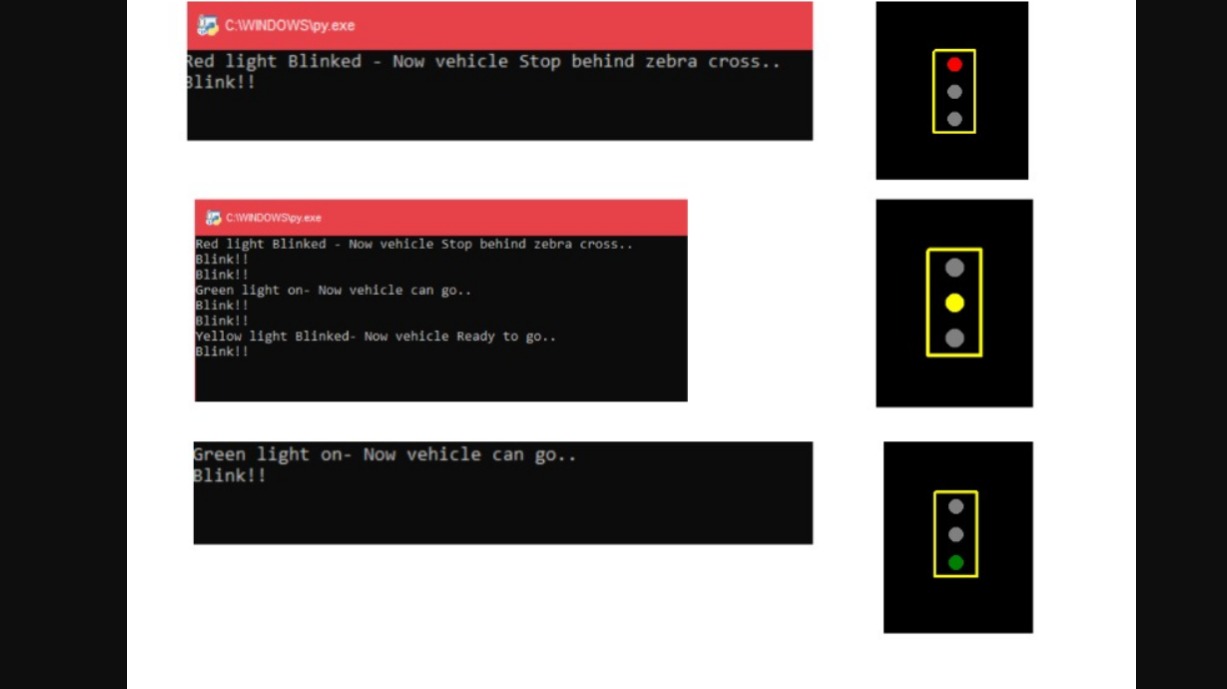 C:\WINDOWS\py.exe
Red light Blinked - Now vehicle Stop behind zebra cross..
Blink!!
C:\WINDOWS\py.exe
Red light Blinked - Now vehicle Stop behind zebra cross..
Blink!!
Blink!!
Green light on- Now vehicle can go..
Blink!!
Blink!!
Yellow light Blinked- Now vehicle Ready to go..
Blink!!
Green light on- Now vehicle can go..
Blink!!